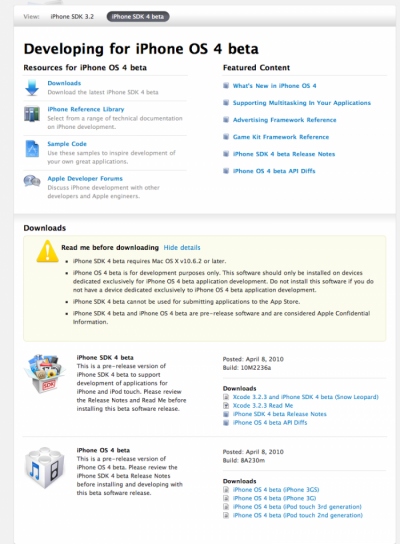 View: iPhone SDK 3.2 iPhone SDK 4 beta
Developing for iPhone OS 4 beta
Resources for iPhone OS 4 beta
Downloads
Download the latest iPhone SDK 4 beta
iPhone Reference Library
Select from a range of technical documentation
on iPhone development.
Sample Code
Use these samples to inspire development of
your own great applications.
Apple Developer Forums
Discuss iPhone development with other
developers and Apple engineers.
Featured Content
What's New in iPhone OS 4
Supporting Multitasking In Your Applications
Advertising Framework Reference
Game Kit Framework Reference
iPhone SDK 4 beta Release Notes
iPhone OS 4 beta API Diffs
Downloads
Read me before downloading Hide details
• iPhone SDK 4 beta requires Mac OS X v10.6.2 or later.
• iPhone OS 4 beta is for development purposes only. This software should only be installed on devices
dedicated exclusively for iPhone OS 4 beta application development. Do not install this software if you do
not have a device dedicated exclusively to iPhone OS 4 beta application development.
• iPhone SDK 4 beta cannot be used for submitting applications to the App Store.
• iPhone SDK 4 beta and iPhone OS 4 beta are pre-release software and are considered Apple Confidential
Information.
SDK
iPhone SDK 4 beta
This is a pre-release version of
iPhone SDK 4 beta to support
development of applications for
iPhone and iPod touch. Please review
the Release Notes and Read Me before
installing this beta software release.
Posted: April 8, 2010
Build: 10M2236a
Downloads
Xcode 3.2.3 and iPhone SDK 4 beta (Snow Leopard)
Xcode 3.2.3 Read Me
iPhone SDK 4 beta Release Notes
iPhone OS 4 beta API Diffs
iPhone OS 4 beta
This is a pre-release version of
iPhone OS 4 beta. Please review the
iPhone SDK 4 beta Release Notes
before installing and developing with
this beta software release.
Posted: April 8, 2010
Build: 8A230m
Downloads
iPhone OS 4 beta (iPhone 3GS)
iPhone OS 4 beta (iPhone 3G)
iPhone OS 4 beta (iPod touch 3rd generation)
iPhone OS 4 beta (iPod touch 2nd generation)